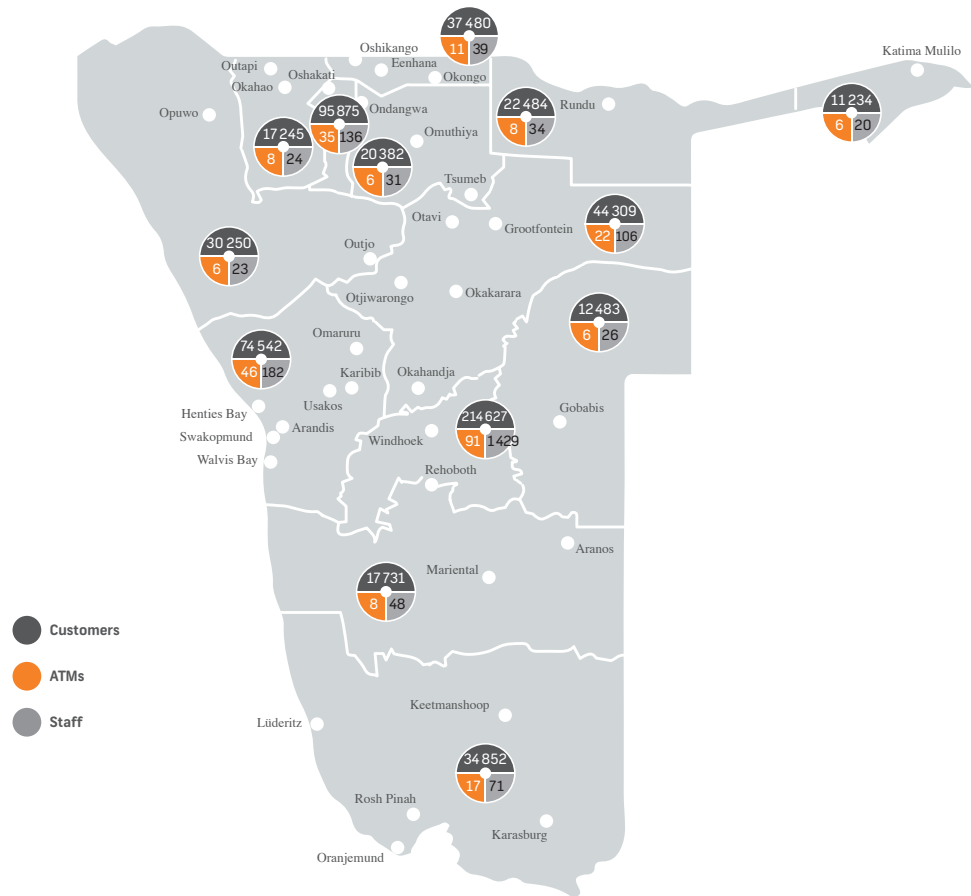 37 480
11 39
Oshikango
Katima Mulilo
Outapi
Eenhana
Oshakati
Okongo
Okahao
95 875
35 136
Ondangwa
22 484
8 34
Rundu
11 234
6 20
Opuwo
17 245
8 24
Omuthiya
20 382
6 31
Tsumeb
Otavi
Grootfontein
44 309
22 106
30 250
6 23
Outjo
Otjiwarongo
Okakarara
12 483
6 26
Omaruru
74 542
46 182
Karibib
Okahandja
Usakos
Henties Bay
Arandis
Gobabis
214 627
91 1 429
Swakopmund
Windhoek
Walvis Bay
Rehoboth
Aranos
Mariental
17 731
8 48
Customers
ATMs
Staff
Keetmanshoop
Lüderitz
34 852
17 71
Rosh Pinah
Karasburg
Oranjemund